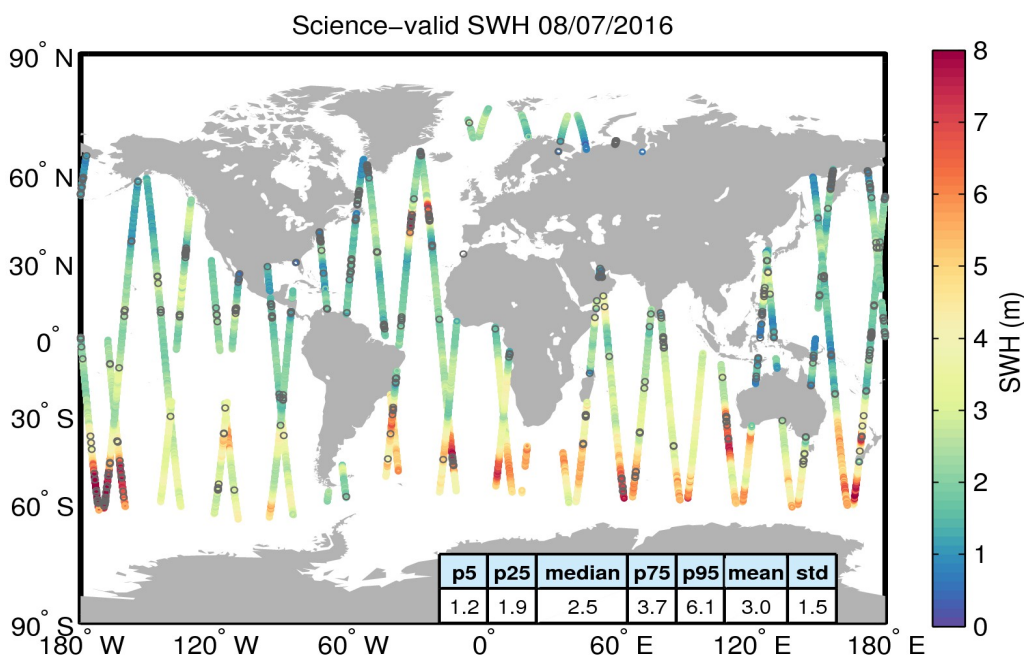 Science−valid SWH 08/07/2016
90° N
60° N
30° N
0°
30° S
60° S
90° S
180° W
120° W
60° W
0°
60° E
120° E
180° E
p5 p25 median p75 p95 mean std
1.2 1.9 2.5 3.7 6.1 3.0 1.5
8
7
6
5
4
3
2
1
0
SWH (m)